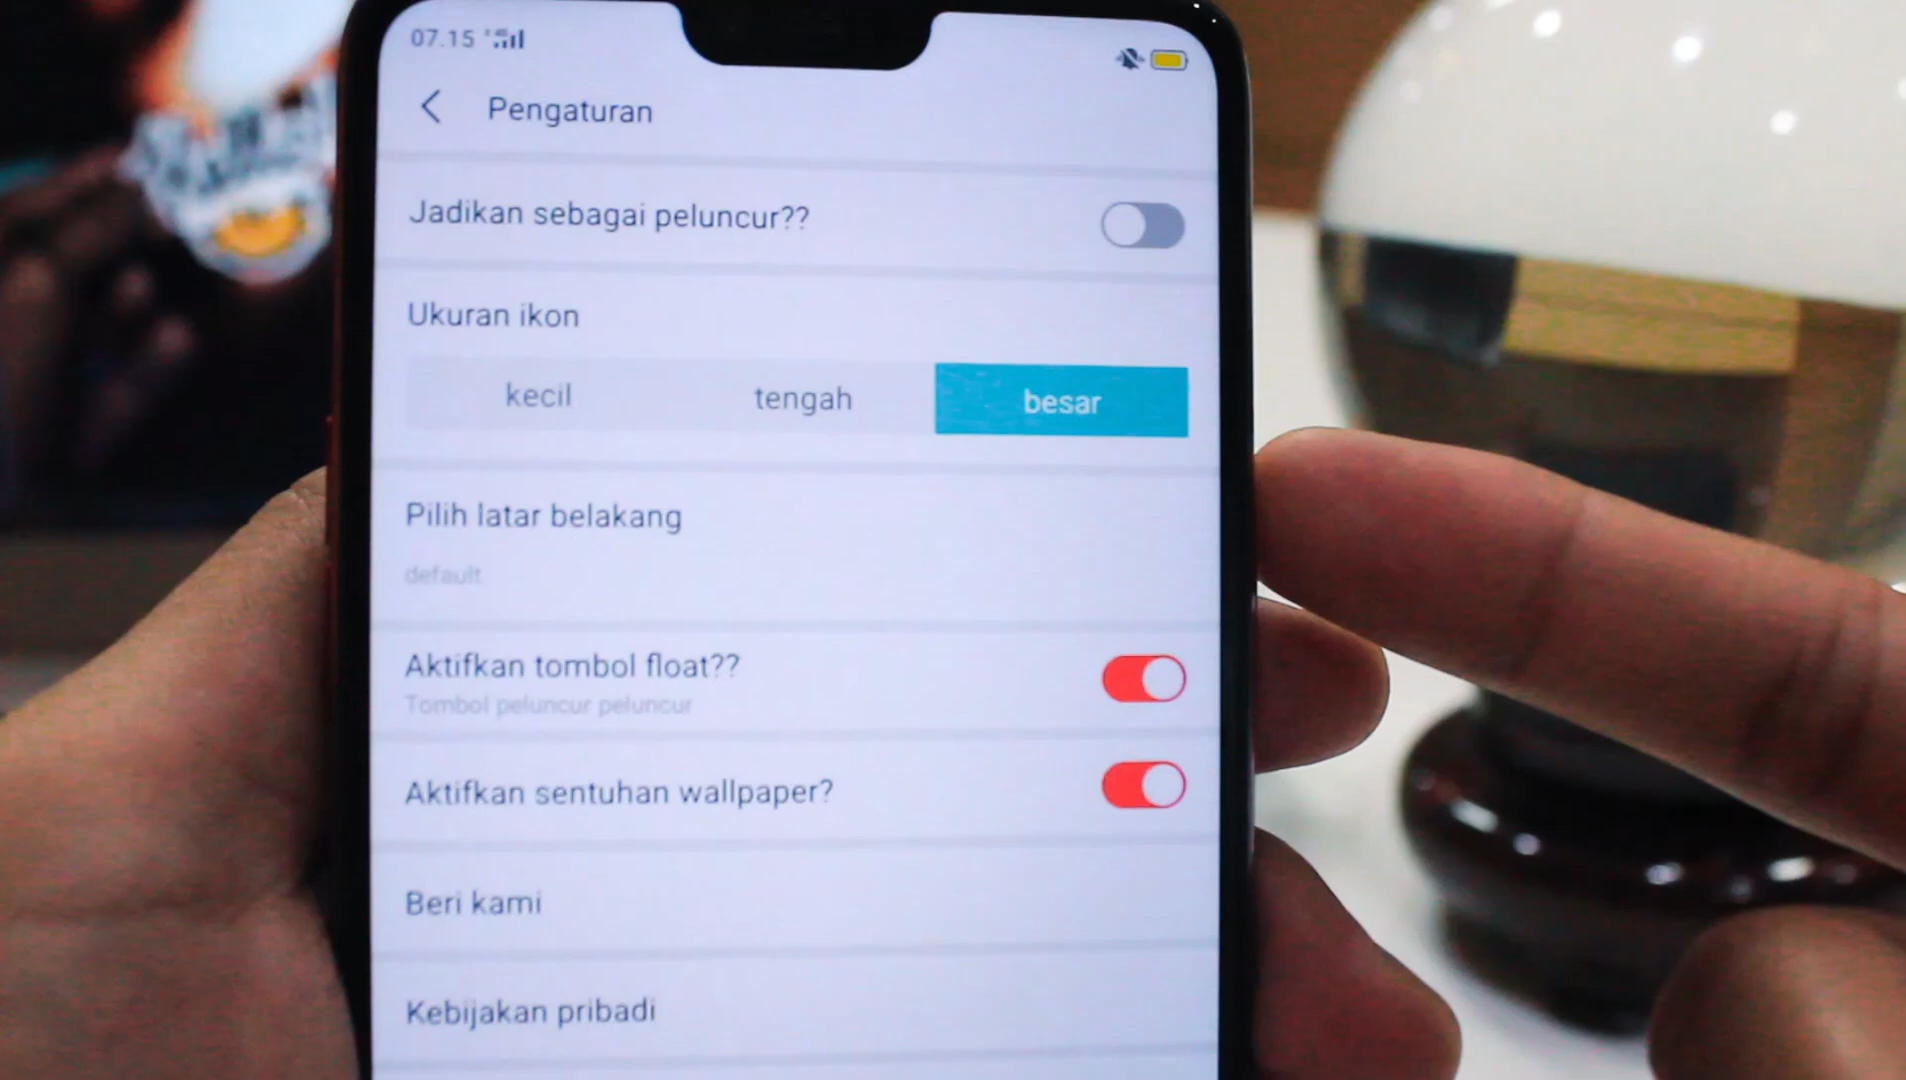 07.15
Pengaturan
Jadikan sebagai peluncur??
Ukuran ikon
kecil tengah besar
Pilih latar belakang
default
Aktifkan tombol float??
Tombol peluncur peluncur
Aktifkan sentuhan wallpaper?
Beri kami
Kebijakan pribadi